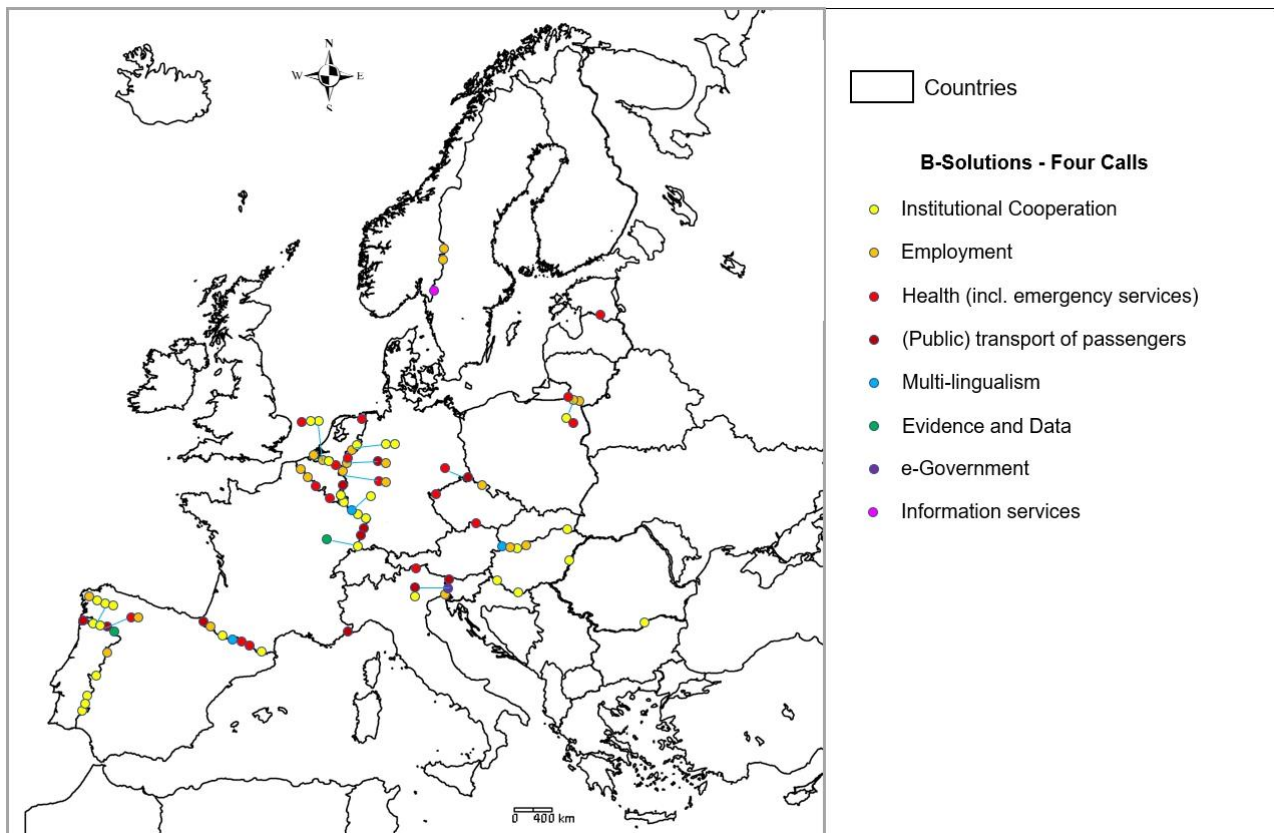 N
W
E
S
0 400 km
Countries
B-Solutions - Four Calls
Institutional Cooperation
Employment
Health (incl. emergency services)
(Public) transport of passengers
Multi-lingualism
Evidence and Data
e-Government
Information services